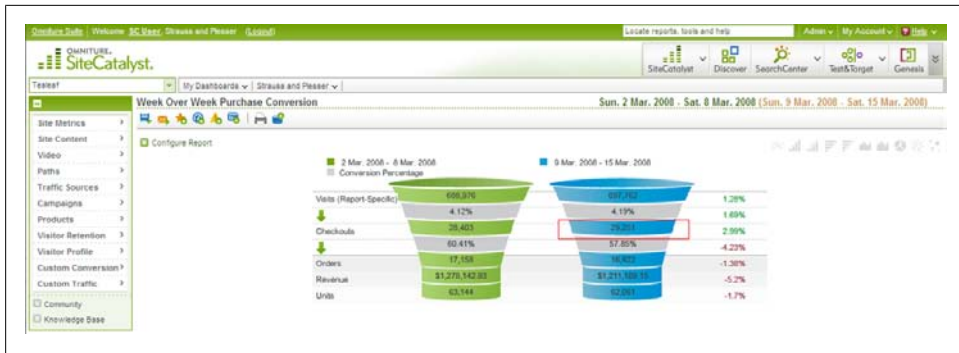 Omniture Suite Welcome SC User, Strauss and Plesser (Logout) Locate reports, tools and help Admin My Account Help
OMNITURE
SiteCatalyst.
SiteCatalyst Discover SearchCenter Test&Target Genesis
My Dashboards Strauss and Plesser
Week Over Week Purchase Conversion Sun. 2 Mar. 2008 - Sat. 8 Mar. 2008 (Sun. 9 Mar. 2008 - Sat. 15 Mar. 2008)
Site Metrics
Site Content
Video
Paths
Traffic Sources
Campaigns
Products
Visitor Retention
Visitor Profile
Custom Conversion
Custom Traffic
Community
Knowledge Base
Configure Report
2 Mar. 2008 - 8 Mar. 2008 9 Mar. 2008 - 15 Mar. 2008
Conversion Percentage
Visits (Report-Specific) 1.28%
4.12% 4.19% 1.69%
Checkouts 28,403 2.99%
60.41% 57.85% -4.23%
Orders 17,158 -1.38%
Revenue -5.2%
Units 63,144 -1.7%